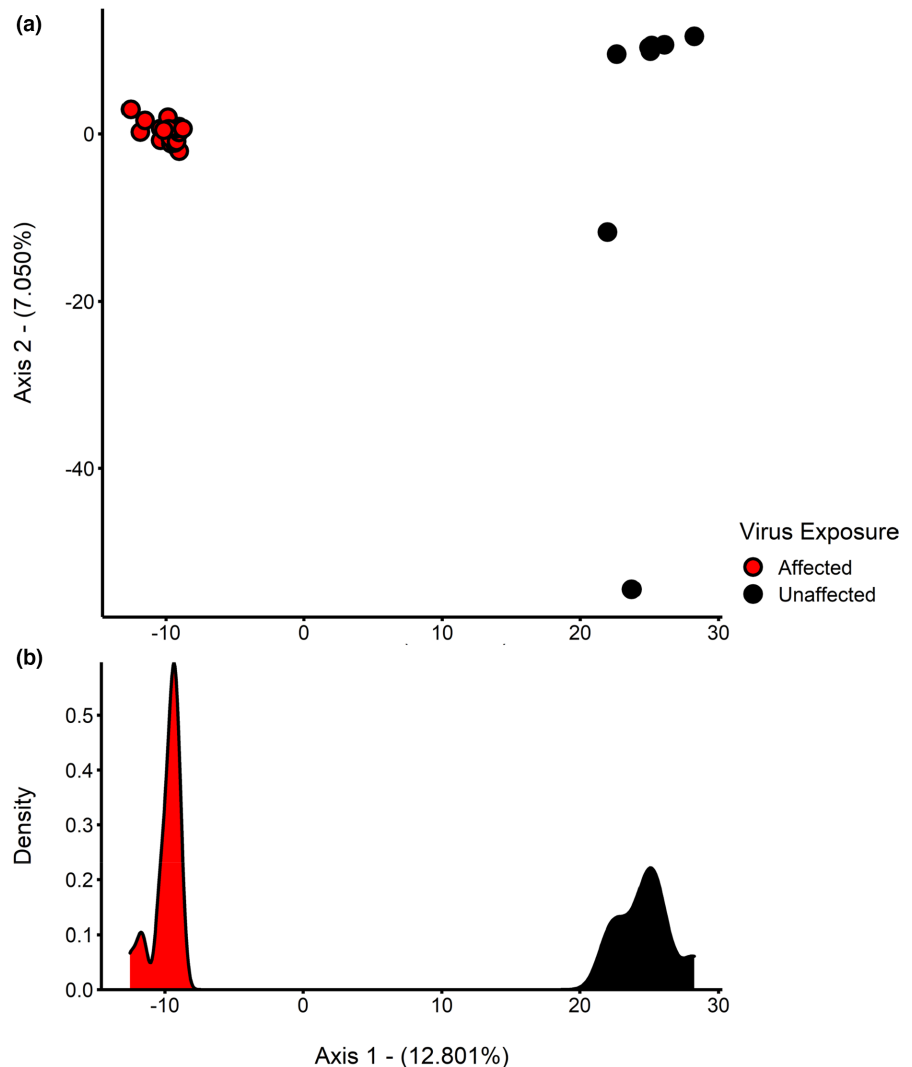 (a)
0
-20
-40
Axis 2 - (7.050%)
-10 0 10 20 30
Virus Exposure
Affected
Unaffected
(b)
0.5
0.4
0.3
0.2
0.1
0.0
Density
-10 0 10 20 30
Axis 1 - (12.801%)